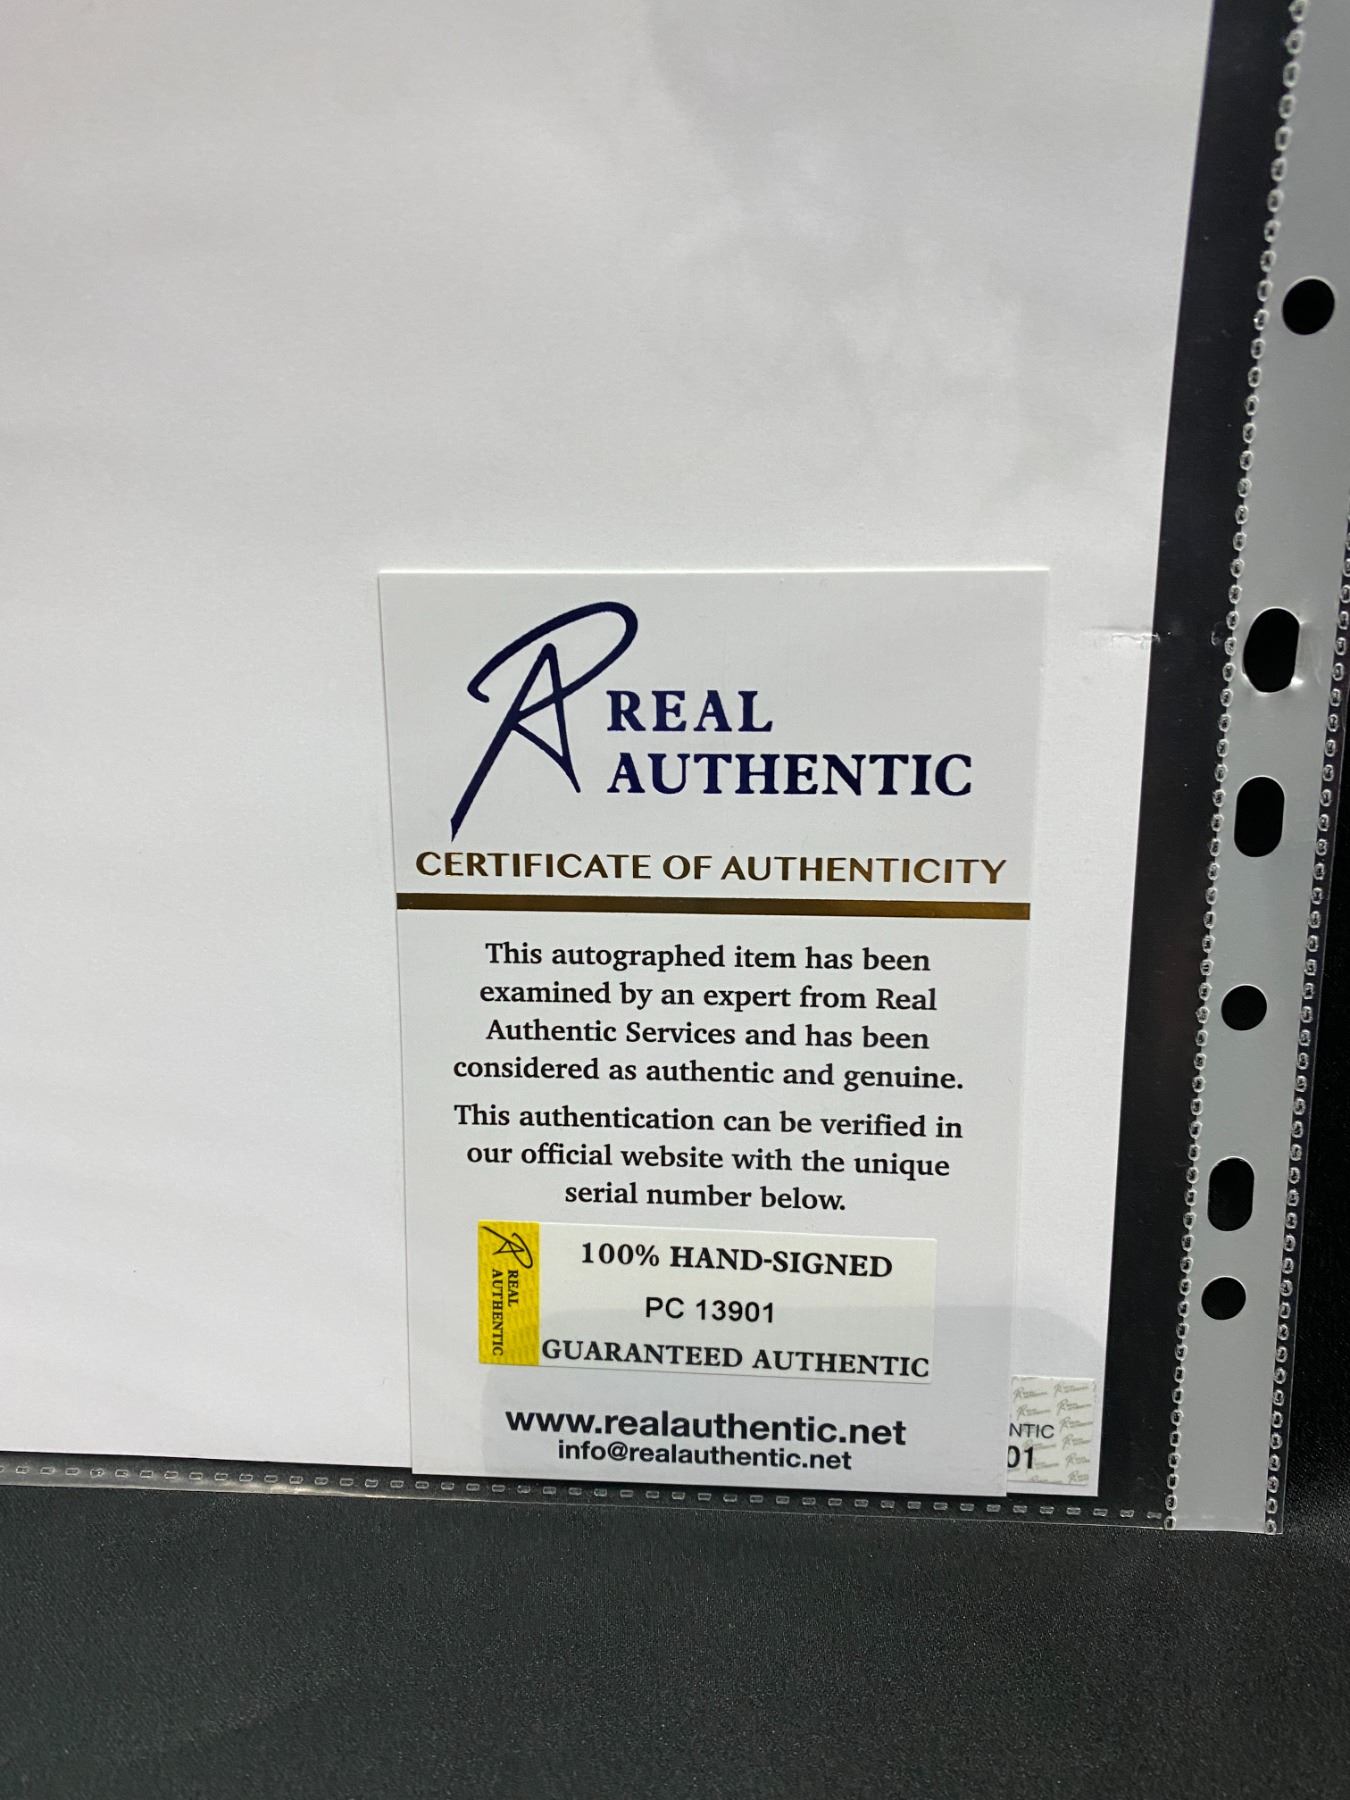 REAL
AUTHENTIC
CERTIFICATE OF AUTHENTICITY
This autographed item has been
examined by an expert from Real
Authentic Services and has been
considered as authentic and genuine.
This authentication can be verified in
our official website with the unique
serial number below.
REAL
AUTHENTIC
100% HAND-SIGNED
PC 13901
GUARANTEED AUTHENTIC
www.realauthentic.net
info@realauthentic.net
NTIC
01